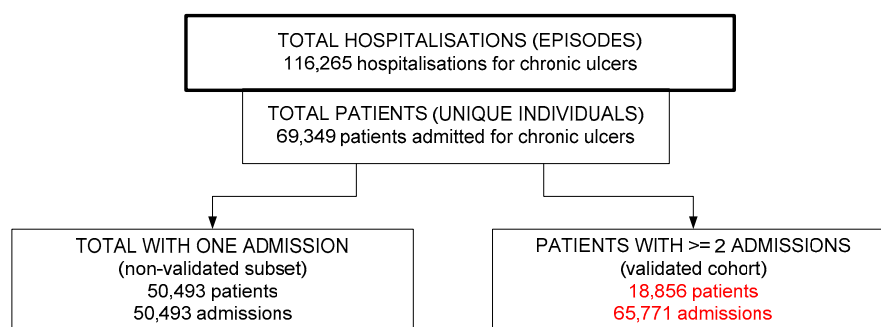 TOTAL HOSPITALISATIONS (EPISODES)
116,265 hospitalisations for chronic ulcers
TOTAL PATIENTS (UNIQUE INDIVIDUALS)
69,349 patients admitted for chronic ulcers
TOTAL WITH ONE ADMISSION
(non-validated subset)
50,493 patients
50,493 admissions
PATIENTS WITH >= 2 ADMISSIONS
(validated cohort)
18,856 patients
65,771 admissions